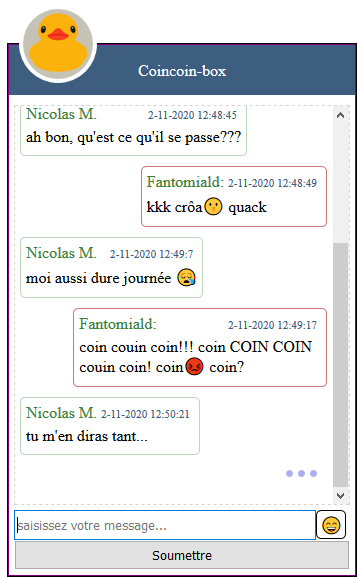 Coincoin-box
Nicolas M. 2-11-2020 12:48:45
ah bon, qu'est ce qu'il se passe???
Fantomiald: 2-11-2020 12:48:49
kkk crôa😗 quack
Nicolas M. 2-11-2020 12:49:7
moi aussi dure journée 😪
Fantomiald: 2-11-2020 12:49:17
coin couin coin!!! coin COIN COIN
couin coin! coin😡 coin?
Nicolas M. 2-11-2020 12:50:21
tu m'en diras tant...
saisissez votre message...
Soumettre